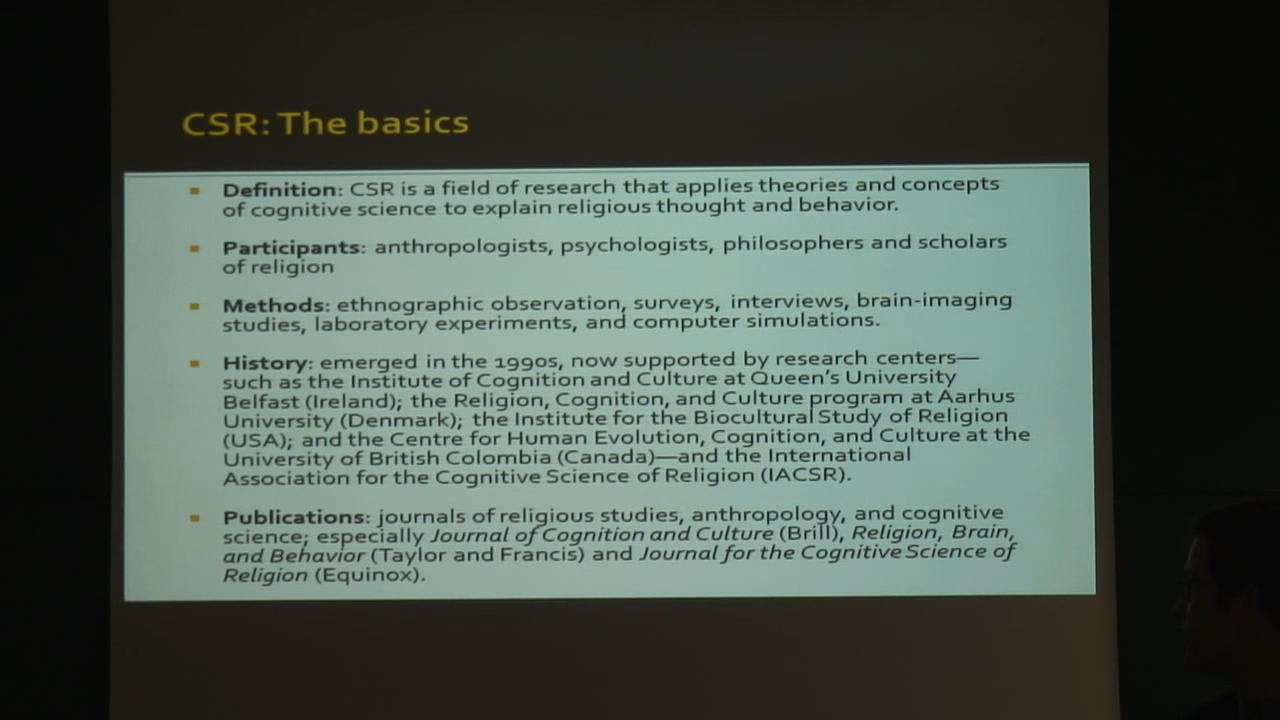 CSR: The basics
Definition: CSR is a field of research that applies theories and concepts
of cognitive science to explain religious thought and behavior.
Participants: anthropologists, psychologists, philosophers and scholars
of religion
Methods: ethnographic observation, surveys, interviews, brain-imaging
studies, laboratory experiments, and computer simulations.
History: emerged in the 1990s, now supported by research centers—
such as the Institute of Cognition and Culture at Queen's University
Belfast (Ireland); the Religion, Cognition, and Culture program at Aarhus
University (Denmark); the Institute for the Biocultural Study of Religion
(USA); and the Centre for Human Evolution, Cognition, and Culture at the
University of British Colombia (Canada)—and the International
Association for the Cognitive Science of Religion (IACSR).
Publications: journals of religious studies, anthropology, and cognitive
science; especially Journal of Cognition and Culture (Brill), Religion, Brain,
and Behavior (Taylor and Francis) and Journal for the Cognitive Science of
Religion (Equinox).